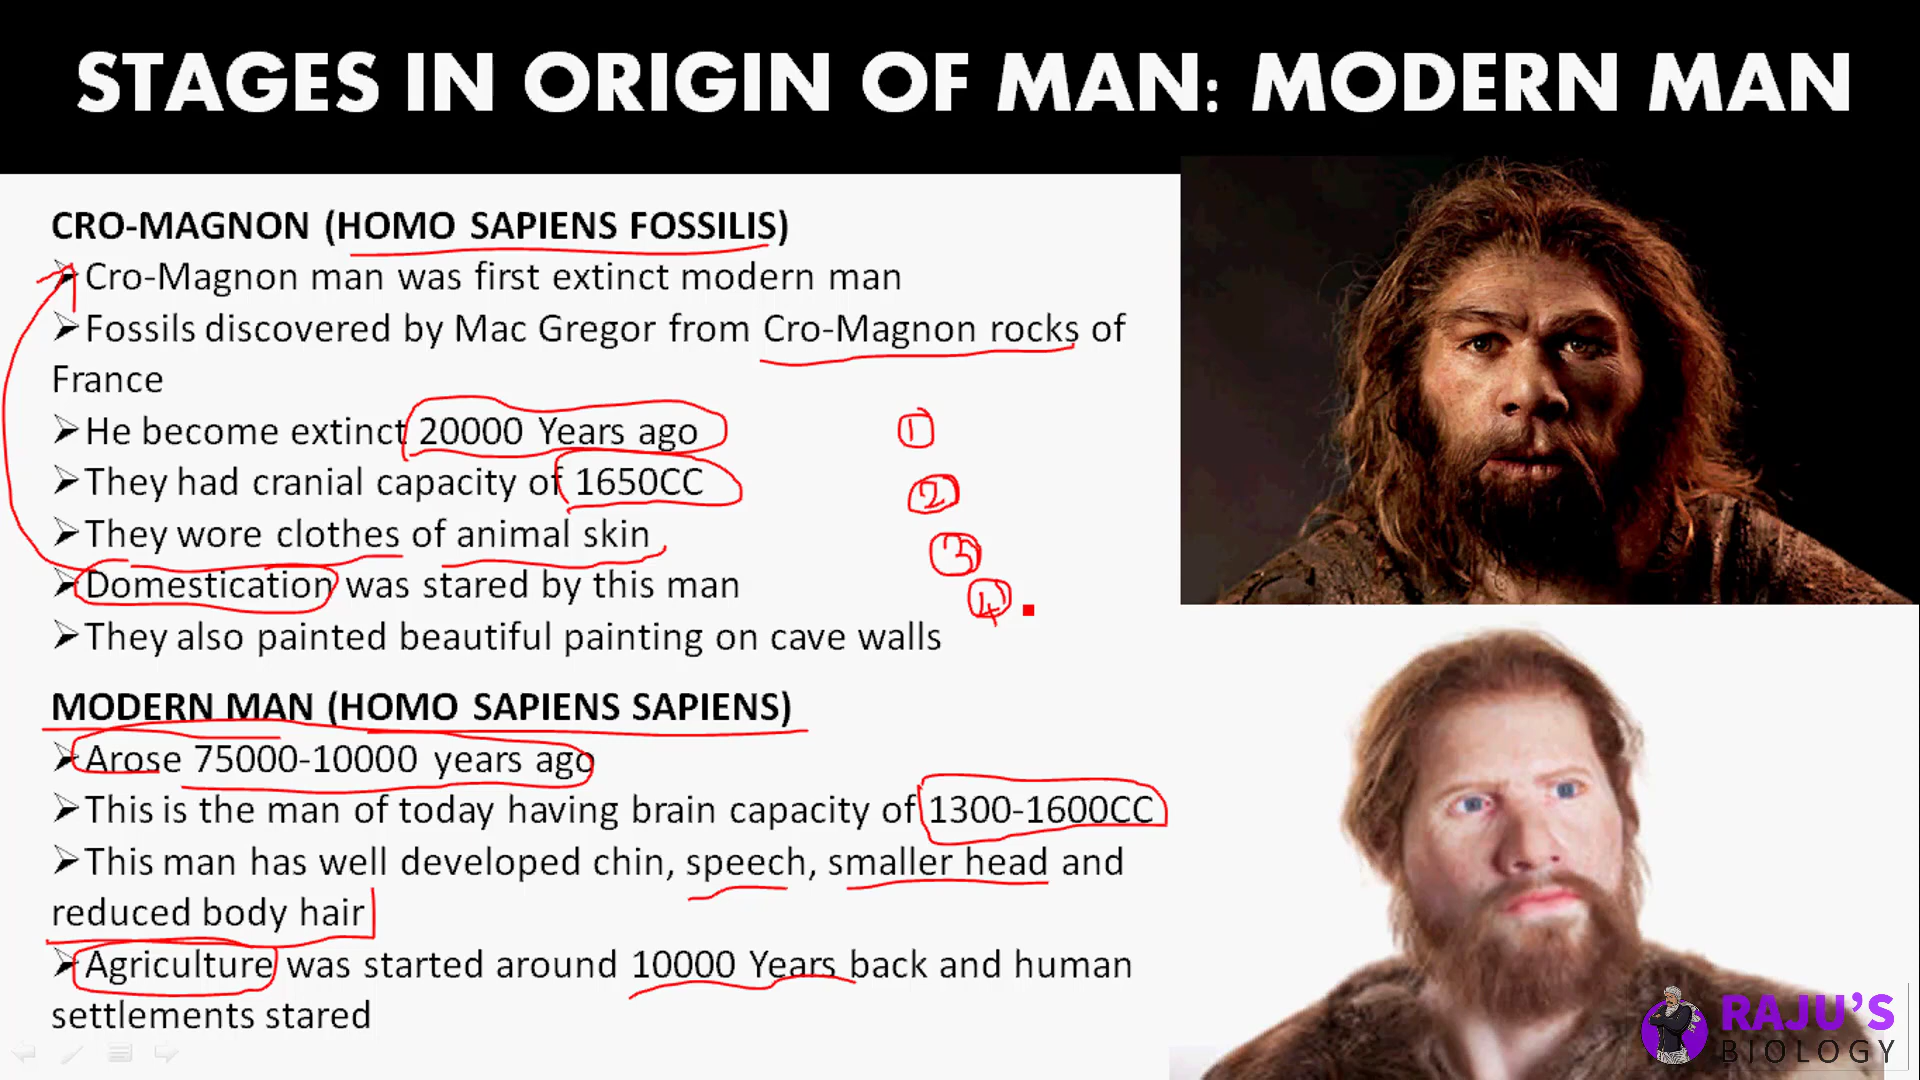 STAGES IN ORIGIN OF MAN: MODERN MAN
CRO-MAGNON (HOMO SAPIENS FOSSILIS)
➢Cro-Magnon man was first extinct modern man
➢Fossils discovered by Mac Gregor from Cro-Magnon rocks of
France
➢He become extinct 20000 Years ago
➢They had cranial capacity of 1650CC
➢They wore clothes of animal skin
➢Domestication was stared by this man
➢They also painted beautiful painting on cave walls
1
2
3
4
MODERN MAN (HOMO SAPIENS SAPIENS)
➢Arose 75000-10000 years ago
➢This is the man of today having brain capacity of 1300-1600CC
➢This man has well developed chin, speech, smaller head and
reduced body hair
➢Agriculture was started around 10000 Years back and human
settlements stared
RAJU'S
BIOLOGY